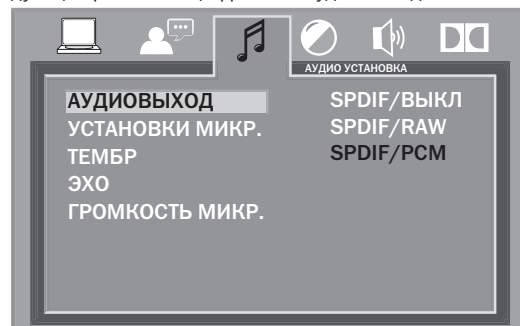 АУДИО УСТАНОВКА
АУДИОВЫХОД SPDIF/ВЫКЛ
УСТАНОВКИ МИКР. SPDIF/RAW
ТЕМБР SPDIF/PCM
ЭХО
ГРОМКОСТЬ МИКР.